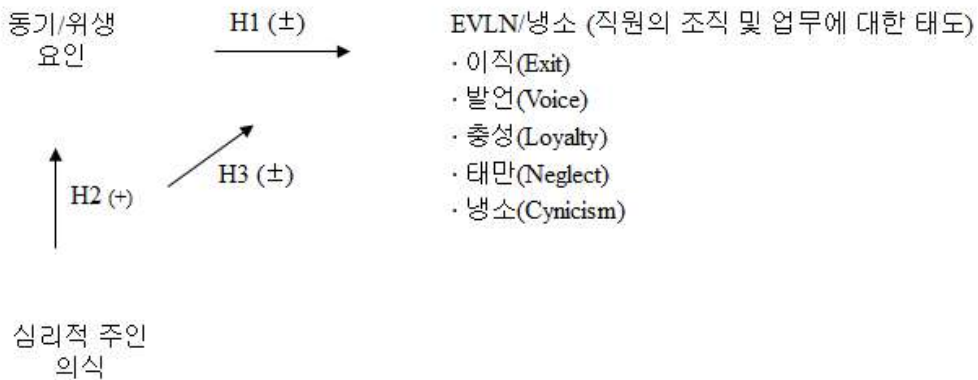 동기/위생
요인
H1 (±)
EVLN/냉소 (직원의 조직 및 업무에 대한 태도)
· 이직(Exit)
· 발언(Voice)
· 충성(Loyalty)
· 태만(Neglect)
· 냉소(Cynicism)
H2 (+)
H3 (±)
심리적 주인
의식